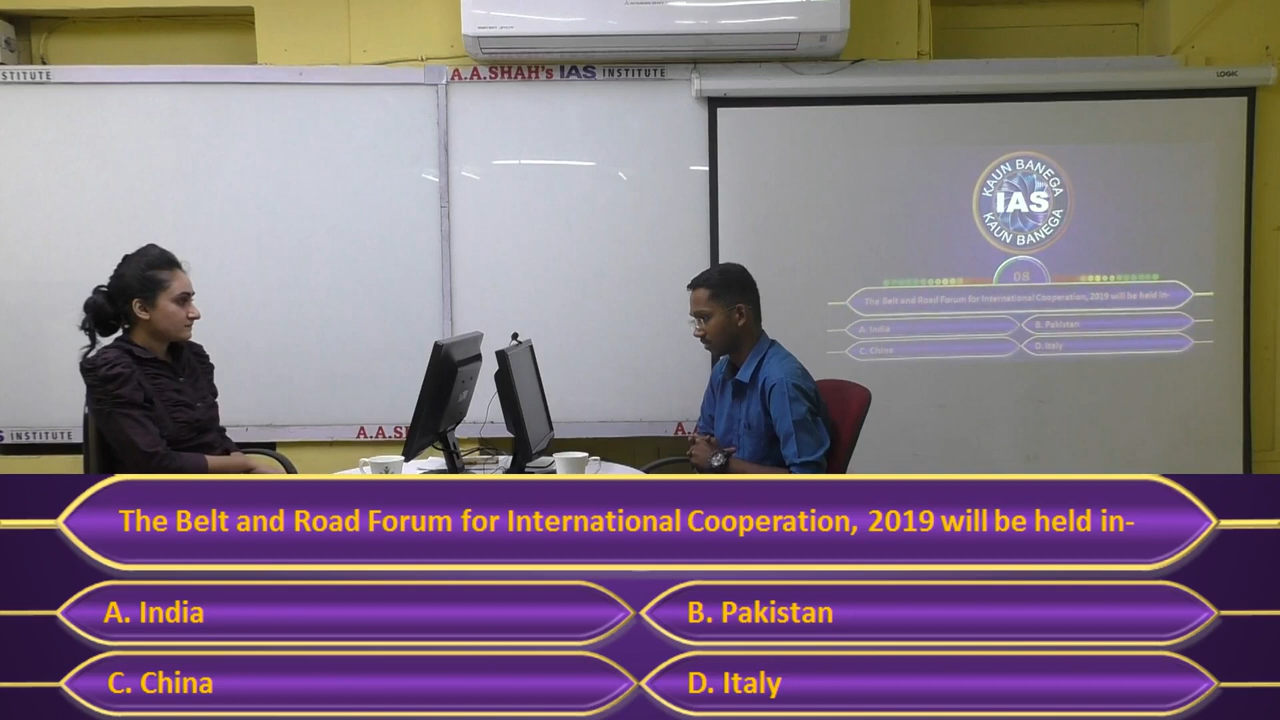 STITUTE
A.A.SHAH's IAS INSTITUTE
LOGIC
KAUN BANEGA
IAS
KAUN BANEGA
08
The Belt and Road Forum for International Cooperation, 2019 will be held in-
A. India
B. Pakistan
C. China
D. Italy
S INSTITUTE
A.A.S
A.
The Belt and Road Forum for International Cooperation, 2019 will be held in-
A. India
B. Pakistan
C. China
D. Italy